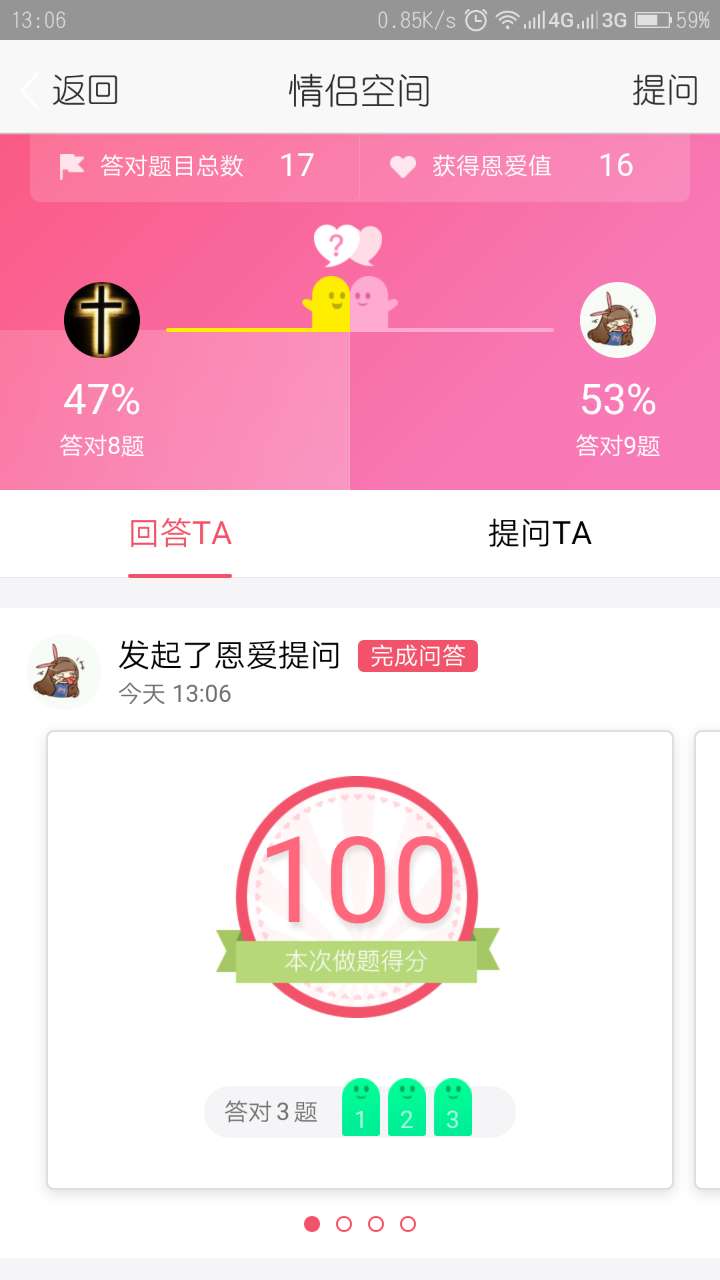 13:06 0.85K/s 4G 3G 59%
返回 情侣空间 提问
答对题目总数 17 获得恩爱值 16
?
47% 53%
答对8题 答对9题
回答TA 提问TA
发起了恩爱提问 完成问答
今天 13:06
100
本次做题得分
答对 3 题 1 2 3